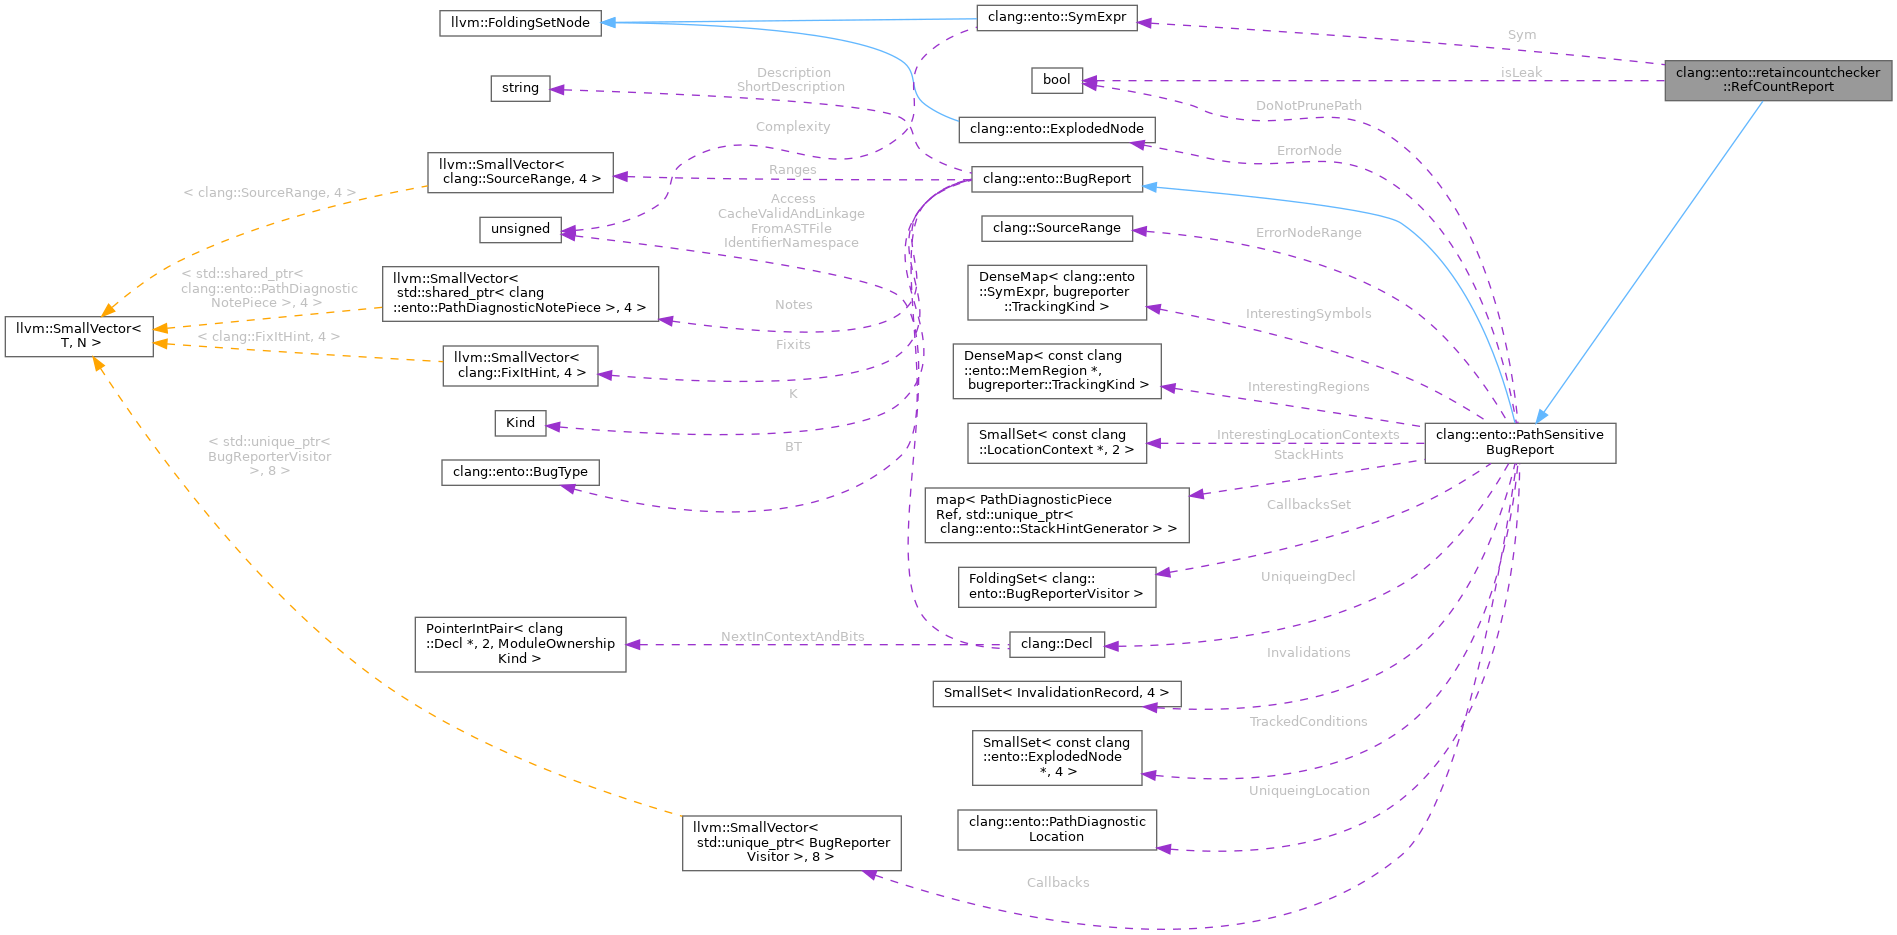 llvm::FoldingSetNode
clang::ento::SymExpr
Sym
clang::ento::retaincountchecker
::RefCountReport
bool
isLeak
string
Description
ShortDescription
DoNotPrunePath
clang::ento::ExplodedNode
Complexity
ErrorNode
llvm::SmallVector<
clang::SourceRange, 4 >
Ranges
clang::ento::BugReport
< clang::SourceRange, 4 >
unsigned
Access
CacheValidAndLinkage
FromASTFile
IdentifierNamespace
clang::SourceRange
ErrorNodeRange
< std::shared_ptr<
clang::ento::PathDiagnostic
NotePiece >, 4 >
llvm::SmallVector<
std::shared_ptr< clang
::ento::PathDiagnosticNotePiece >, 4 >
Notes
DenseMap< clang::ento
::SymExpr, bugreporter
::TrackingKind >
InterestingSymbols
llvm::SmallVector<
T, N >
< clang::FixItHint, 4 >
llvm::SmallVector<
clang::FixItHint, 4 >
Fixits
DenseMap< const clang
::ento::MemRegion *,
bugreporter::TrackingKind >
InterestingRegions
Kind
K
SmallSet< const clang
::LocationContext *, 2 >
InterestingLocationContexts
clang::ento::PathSensitive
BugReport
< std::unique_ptr<
BugReporterVisitor
>, 8 >
clang::ento::BugType
BT
StackHints
map< PathDiagnosticPiece
Ref, std::unique_ptr<
clang::ento::StackHintGenerator > >
CallbacksSet
FoldingSet< clang::
ento::BugReporterVisitor >
UniqueingDecl
PointerIntPair< clang
::Decl *, 2, ModuleOwnership
Kind >
NextInContextAndBits
clang::Decl
Invalidations
SmallSet< InvalidationRecord, 4 >
TrackedConditions
SmallSet< const clang
::ento::ExplodedNode
*, 4 >
UniqueingLocation
clang::ento::PathDiagnostic
Location
llvm::SmallVector<
std::unique_ptr< BugReporter
Visitor >, 8 >
Callbacks